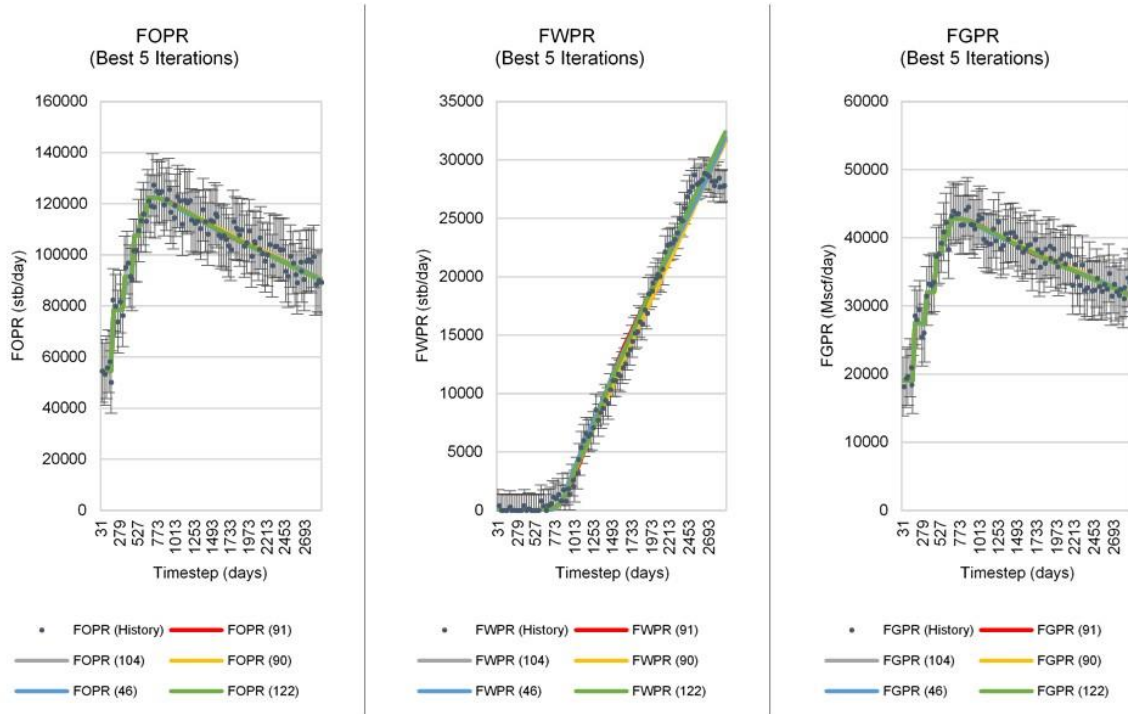 FOPR
(Best 5 Iterations)
160000
140000
120000
100000
80000
60000
40000
20000
0
FOPR (stb/day)
31
279
527
773
1013
1253
1493
1733
1973
2213
2453
2693
Timestep (days)
FOPR (History)
FOPR (91)
FOPR (104)
FOPR (90)
FOPR (46)
FOPR (122)
FWPR
(Best 5 Iterations)
35000
30000
25000
20000
15000
10000
5000
0
FWPR (stb/day)
31
279
527
773
1013
1253
1493
1733
1973
2213
2453
2693
Timestep (days)
FWPR (History)
FWPR (91)
FWPR (104)
FWPR (90)
FWPR (46)
FWPR (122)
FGPR
(Best 5 Iterations)
60000
50000
40000
30000
20000
10000
0
FGPR (Mscf/day)
31
279
527
773
1013
1253
1493
1733
1973
2213
2453
2693
Timestep (days)
FGPR (History)
FGPR (91)
FGPR (104)
FGPR (90)
FGPR (46)
FGPR (122)